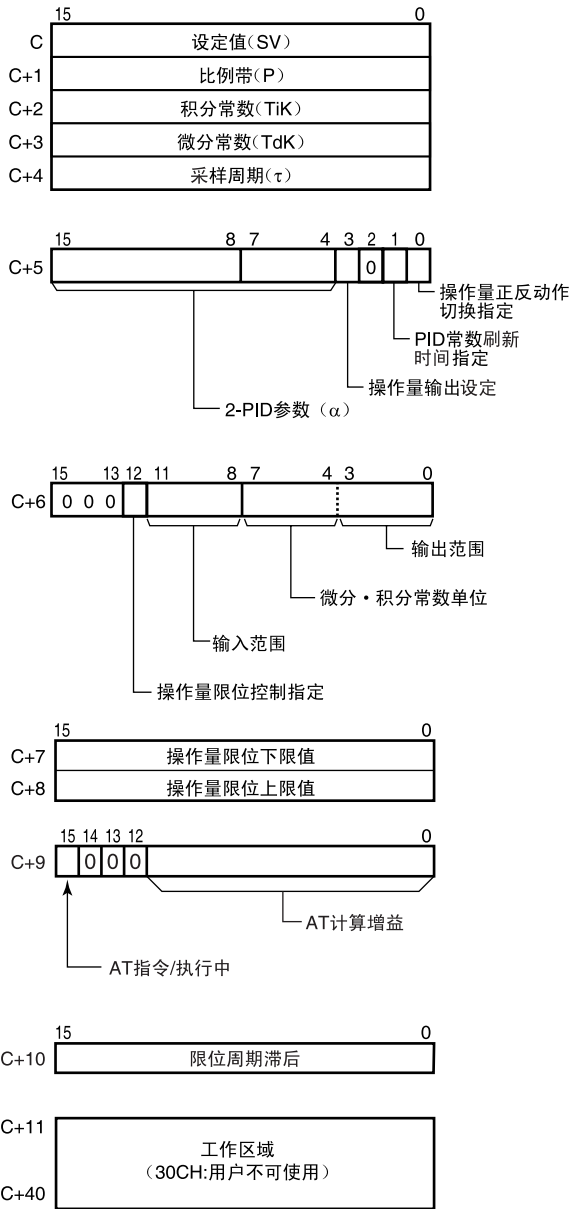 15 0
C 设定值(SV)
C+1 比例带(P)
C+2 积分常数(TiK)
C+3 微分常数(TdK)
C+4 采样周期(τ)
15 8 7 4 3 2 1 0
C+5 0
操作量正反动作
切换指定
PID常数刷新
时间指定
操作量输出设定
2-PID参数（α）
15 13 12 11 8 7 4 3 0
C+6 0 0 0
输出范围
微分・积分常数单位
输入范围
操作量限位控制指定
15 0
C+7 操作量限位下限值
C+8 操作量限位上限值
15 14 13 12 0
C+9 0 0 0
AT计算增益
AT指令/执行中
15 0
C+10 限位周期滞后
C+11
工作区域
（30CH:用户不可使用）
C+40